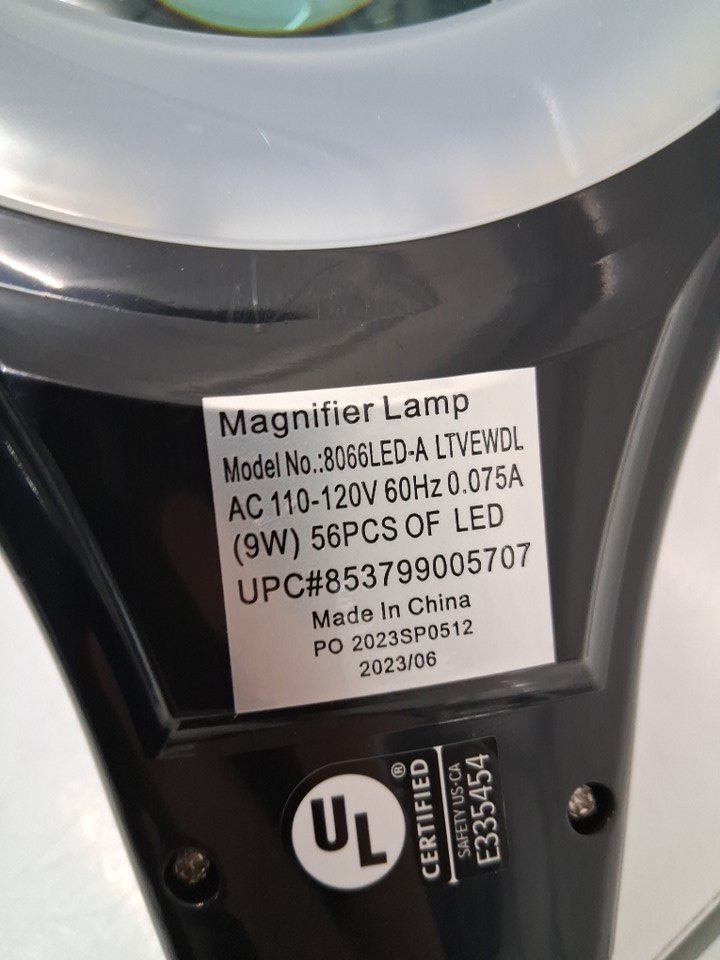 Magnifier Lamp
Model No.:8066LED-A LTVEWDL
AC 110-120V 60Hz 0.075A
(9W) 56PCS OF LED
UPC#853799005707
Made In China
PO 2023SP0512
2023/06
UL ®
CERTIFIED
SAFETY US·CA
E335454